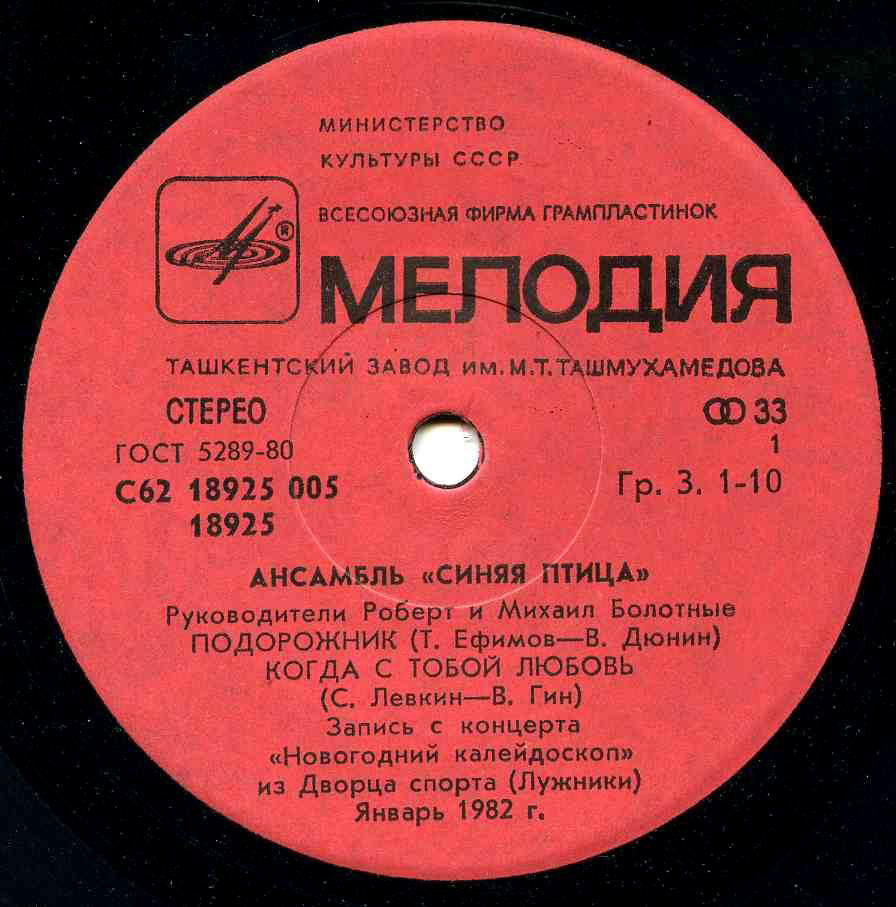 МИНИСТЕРСТВО
КУЛЬТУРЫ СССР
ВСЕСОЮЗНАЯ ФИРМА ГРАМПЛАСТИНОК
®
МЕЛОДИЯ
ТАШКЕНТСКИЙ ЗАВОД им. М.Т. ТАШМУХАМЕДОВА
СТЕРЕО 33
ГОСТ 5289-80 1
С62 18925 005 Гр. 3. 1-10
18925
АНСАМБЛЬ «СИНЯЯ ПТИЦА»
Руководители Роберт и Михаил Болотные
ПОДОРОЖНИК (Т. Ефимов—В. Дюнин)
КОГДА С ТОБОЙ ЛЮБОВЬ
(С. Левкин—В. Гин)
Запись с концерта
«Новогодний калейдоскоп»
из Дворца спорта (Лужники)
Январь 1982 г.